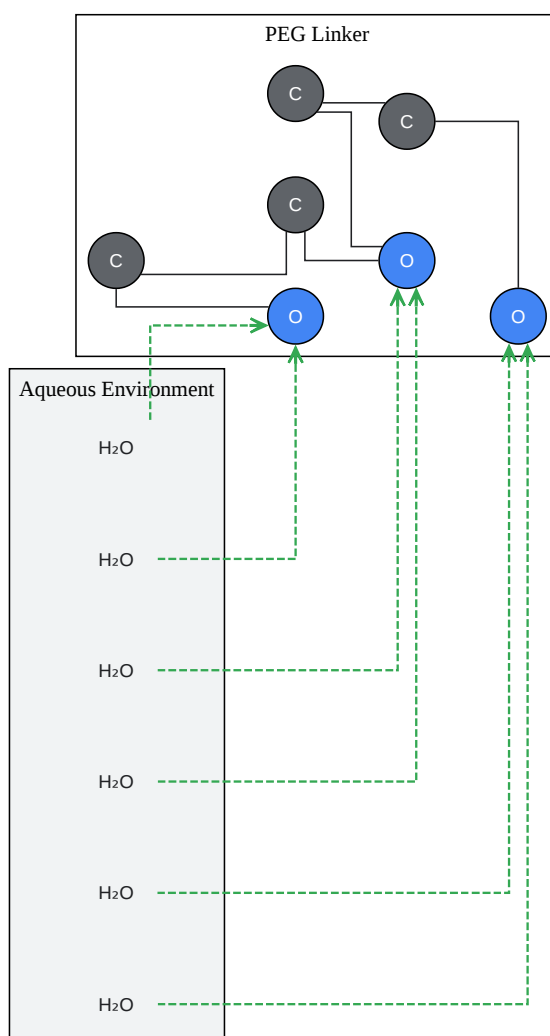 PEG Linker
C
C
C
C
O
O
O
Aqueous Environment
H₂O
H₂O
H₂O
H₂O
H₂O
H₂O